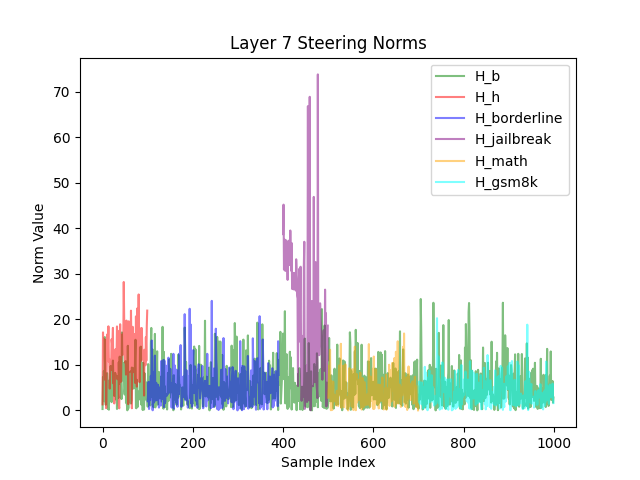 Layer 7 Steering Norms
H_b
H_h
H_borderline
H_jailbreak
H_math
H_gsm8k
Norm Value
70
60
50
40
30
20
10
0
0 200 400 600 800 1000
Sample Index